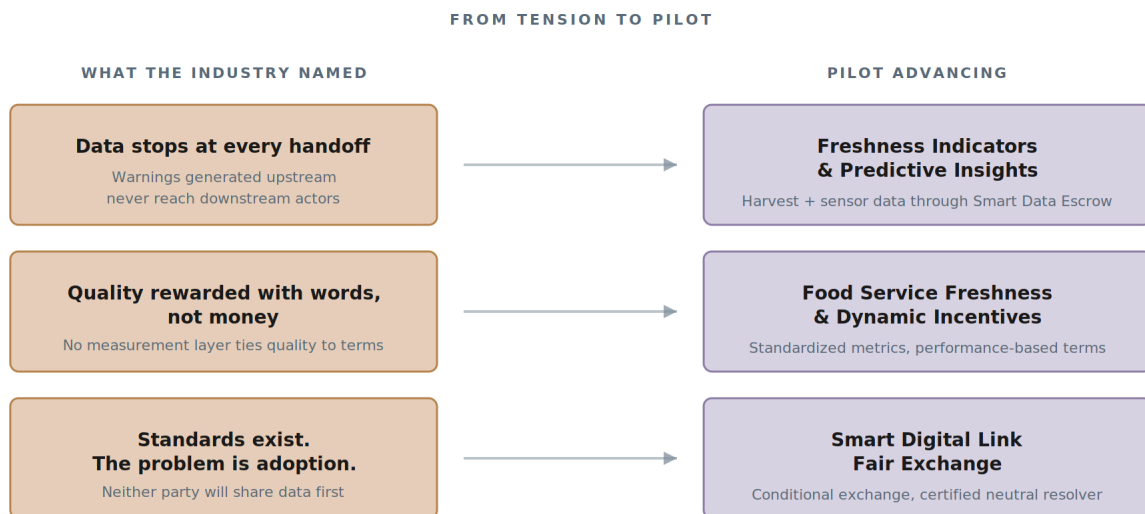 FROM TENSION TO PILOT
WHAT THE INDUSTRY NAMED
PILOT ADVANCING
Data stops at every handoff
Warnings generated upstream
never reach downstream actors
Freshness Indicators
& Predictive Insights
Harvest + sensor data through Smart Data Escrow
Quality rewarded with words,
not money
No measurement layer ties quality to terms
Food Service Freshness
& Dynamic Incentives
Standardized metrics, performance-based terms
Standards exist.
The problem is adoption.
Neither party will share data first
Smart Digital Link
Fair Exchange
Conditional exchange, certified neutral resolver